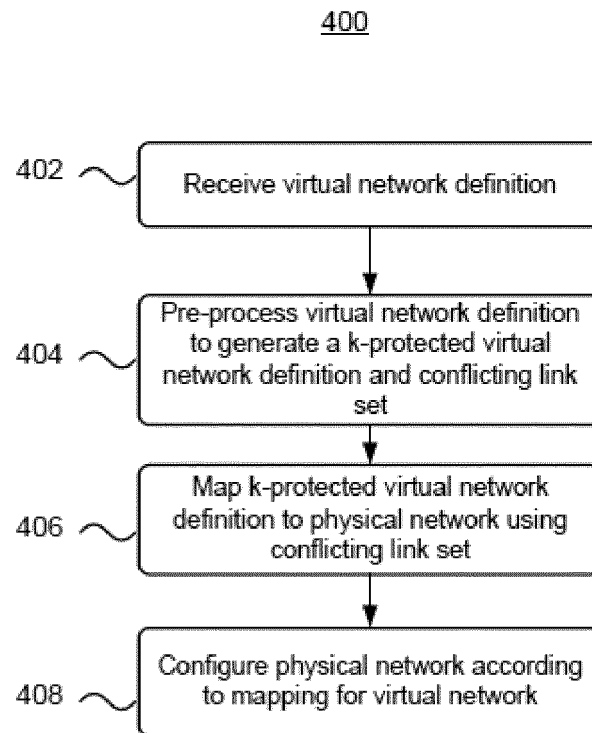 400
402
Receive virtual network definition
404
Pre-process virtual network definition
to generate a k-protected virtual
network definition and conflicting link
set
406
Map k-protected virtual network
definition to physical network using
conflicting link set
408
Configure physical network according
to mapping for virtual network